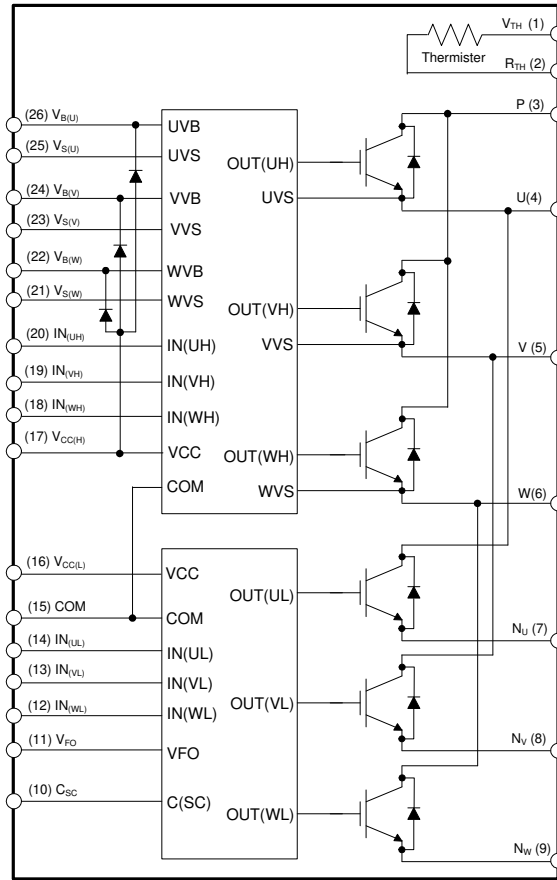 VTH (1)
Thermister
RTH (2)
P (3)
U(4)
V (5)
W(6)
NU (7)
NV (8)
NW (9)
(26) VB(U)
(25) VS(U)
(24) VB(V)
(23) VS(V)
(22) VB(W)
(21) VS(W)
(20) IN(UH)
(19) IN(VH)
(18) IN(WH)
(17) VCC(H)
(16) VCC(L)
(15) COM
(14) IN(UL)
(13) IN(VL)
(12) IN(WL)
(11) VFO
(10) CSC
UVB
UVS
VVB
VVS
WVB
WVS
IN(UH)
IN(VH)
IN(WH)
VCC
COM
OUT(UH)
UVS
OUT(VH)
VVS
OUT(WH)
WVS
VCC
COM
IN(UL)
IN(VL)
IN(WL)
VFO
C(SC)
OUT(UL)
OUT(VL)
OUT(WL)